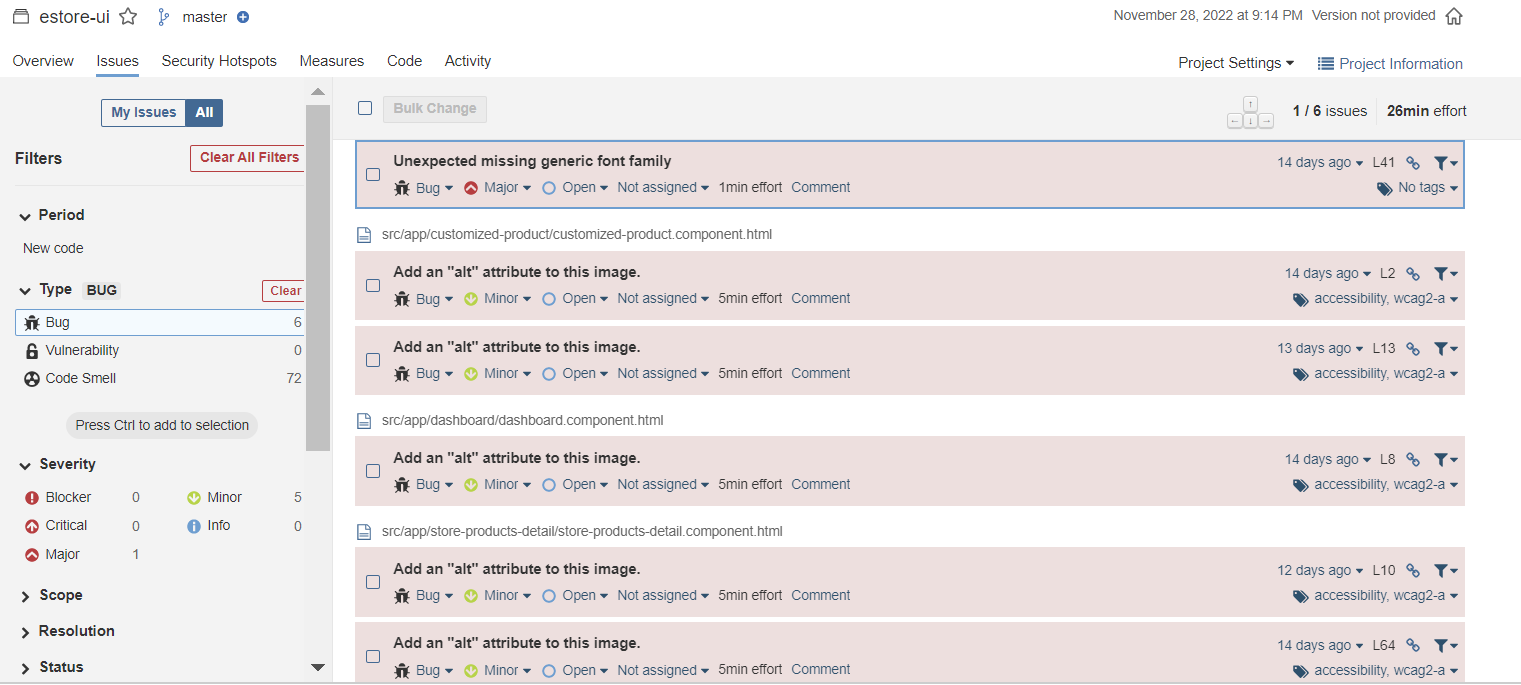 estore-ui master
November 28, 2022 at 9:14 PM Version not provided
Overview Issues Security Hotspots Measures Code Activity
Project Settings Project Information
My Issues All
Filters Clear All Filters
Period
New code
Type BUG Clear
Bug 6
Vulnerability 0
Code Smell 72
Press Ctrl to add to selection
Severity
Blocker 0 Minor 5
Critical 0 Info 0
Major 1
Scope
Resolution
Status
Bulk Change
1 / 6 issues 26min effort
Unexpected missing generic font family 14 days ago L41
Bug Major Open Not assigned 1min effort Comment No tags
src/app/customized-product/customized-product.component.html
Add an "alt" attribute to this image. 14 days ago L2
Bug Minor Open Not assigned 5min effort Comment accessibility, wcag2-a
Add an "alt" attribute to this image. 13 days ago L13
Bug Minor Open Not assigned 5min effort Comment accessibility, wcag2-a
src/app/dashboard/dashboard.component.html
Add an "alt" attribute to this image. 14 days ago L8
Bug Minor Open Not assigned 5min effort Comment accessibility, wcag2-a
src/app/store-products-detail/store-products-detail.component.html
Add an "alt" attribute to this image. 12 days ago L10
Bug Minor Open Not assigned 5min effort Comment accessibility, wcag2-a
Add an "alt" attribute to this image. 14 days ago L64
Bug Minor Open Not assigned 5min effort Comment accessibility, wcag2-a